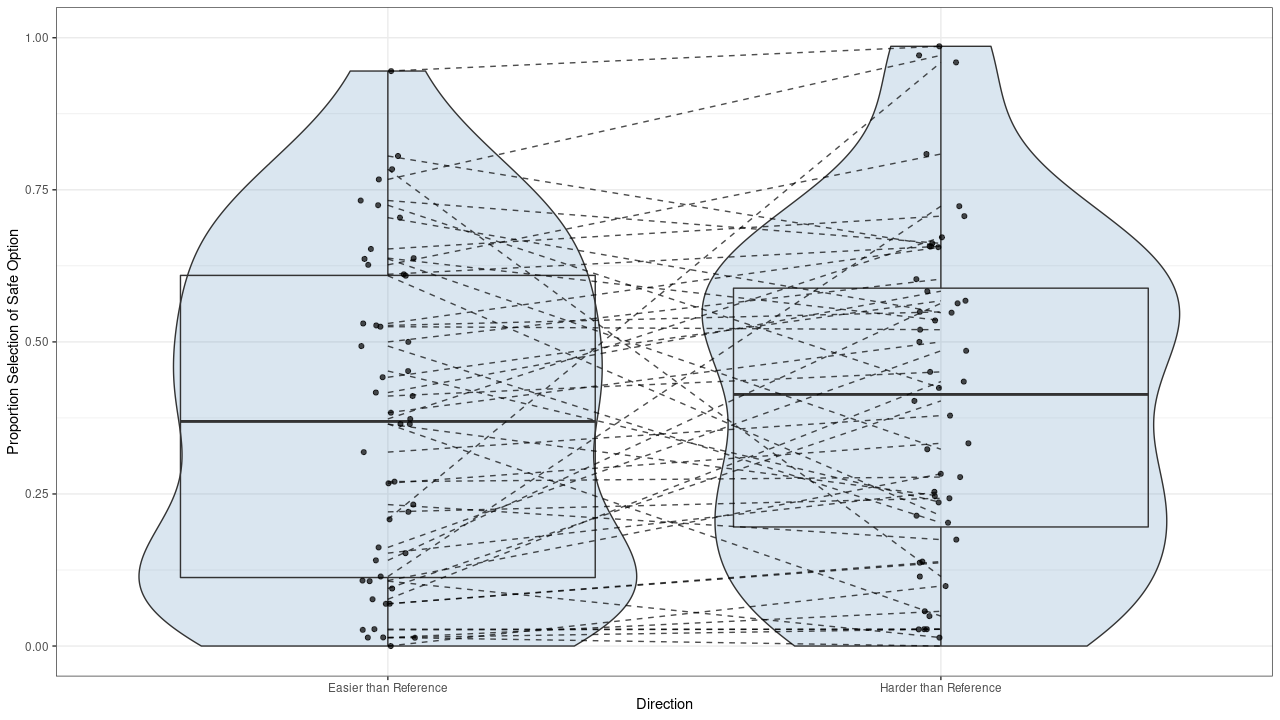 Proportion Selection of Safe Option
1.00
0.75
0.50
0.25
0.00
Easier than Reference
Harder than Reference
Direction